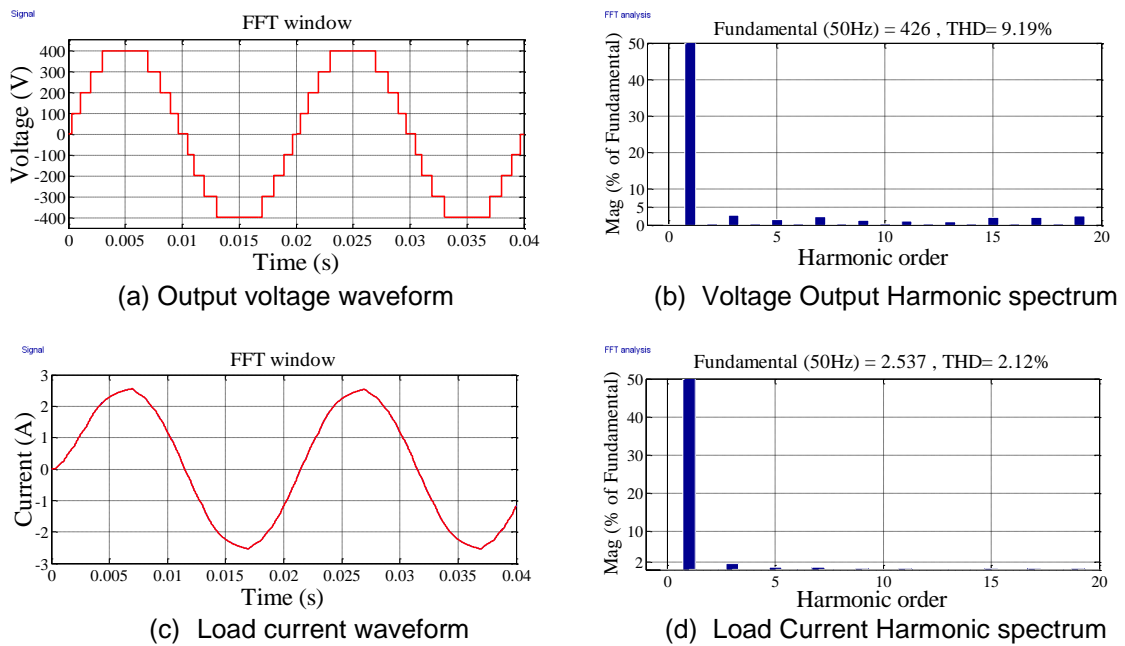 Signal
FFT window
Voltage (V)
400
300
200
100
0
-100
-200
-300
-400
0 0.005 0.01 0.015 0.02 0.025 0.03 0.035 0.04
Time (s)
(a) Output voltage waveform
FFT analysis
Fundamental (50Hz) = 426 , THD= 9.19%
Mag (% of Fundamental)
50
50
30
20
10
5
0
0 5 10 15 20
Harmonic order
(b) Voltage Output Harmonic spectrum
Signal
FFT window
Current (A)
3
2
1
0
-1
-2
-3
0 0.005 0.01 0.015 0.02 0.025 0.03 0.035 0.04
Time (s)
(c) Load current waveform
FFT analysis
Fundamental (50Hz) = 2.537 , THD= 2.12%
Mag (% of Fundamental)
50
50
30
20
10
2
0 5 10 15 20
Harmonic order
(d) Load Current Harmonic spectrum